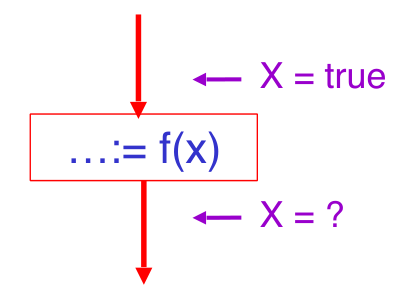 X = true
...:= f(x)
X = ?